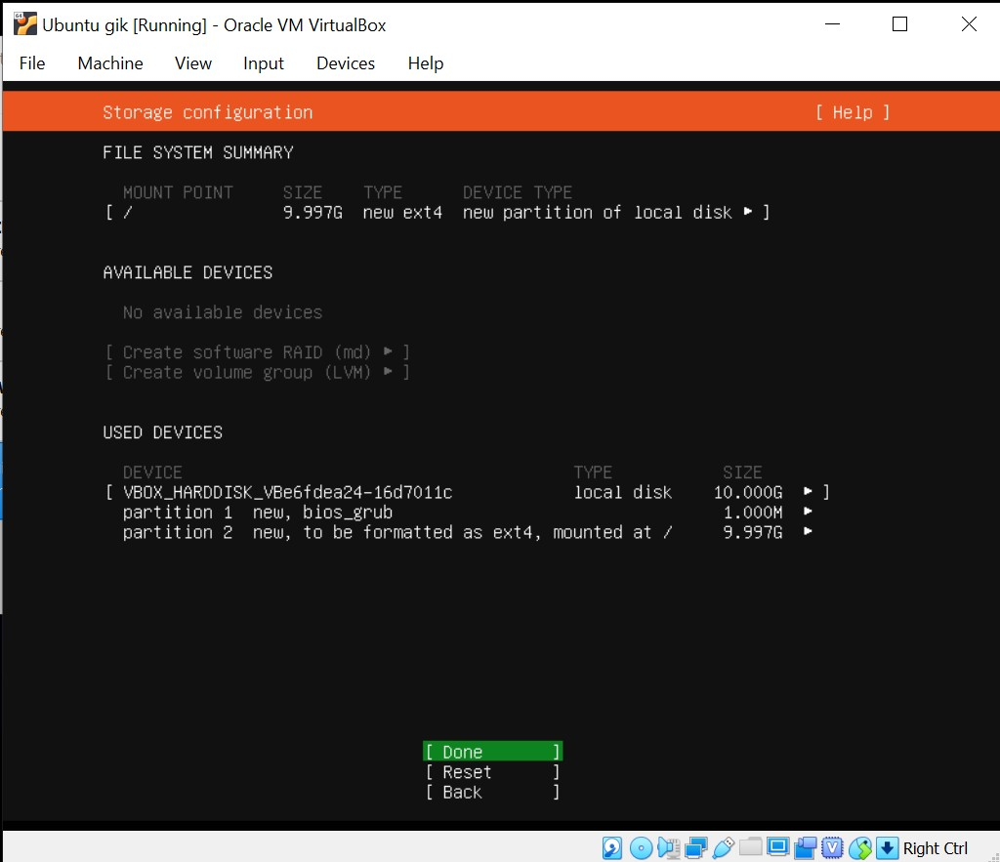 Ubuntu gik [Running] - Oracle VM VirtualBox
File Machine View Input Devices Help
Storage configuration [ Help ]
FILE SYSTEM SUMMARY
MOUNT POINT SIZE TYPE DEVICE TYPE
[ / 9.997G new ext4 new partition of local disk ▸ ]
AVAILABLE DEVICES
No available devices
[ Create software RAID (md) ▸ ]
[ Create volume group (LVM) ▸ ]
USED DEVICES
DEVICE TYPE SIZE
[ VBOX_HARDDISK_VBe6fdea24-16d7011c local disk 10.000G ▸ ]
partition 1 new, bios_grub 1.000M ▸
partition 2 new, to be formatted as ext4, mounted at / 9.997G ▸
[ Done ]
[ Reset ]
[ Back ]
Right Ctrl